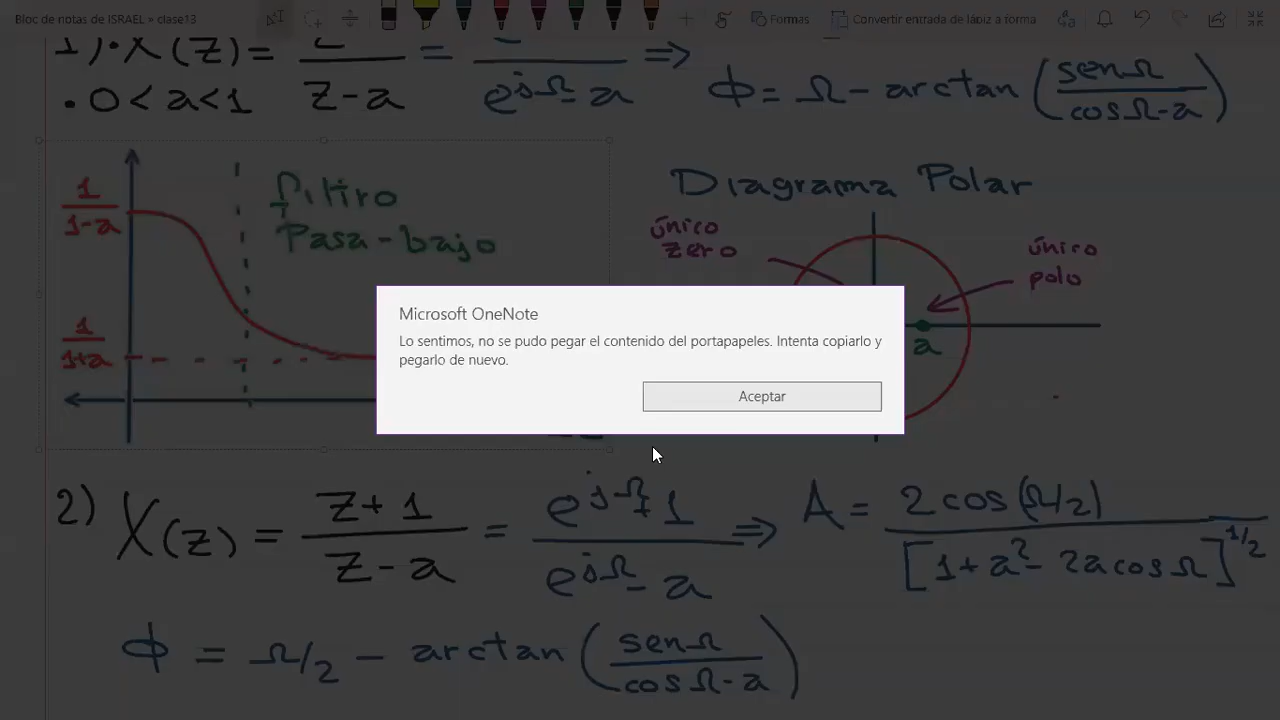 Bloc de notas de ISRAEL » clase13
Formas
Convertir entrada de lápiz a forma
1) • X(z) = z / z-a = / e^jΩ - a ⇒
• 0 < a < 1
Φ = Ω - arctan ( senΩ / cosΩ-a )
1 / 1-a
Filtro
Pasa-bajo
1 / 1+a
Diagrama Polar
único
zero
único
polo
a
Microsoft OneNote
Lo sentimos, no se pudo pegar el contenido del portapapeles. Intenta copiarlo y
pegarlo de nuevo.
Aceptar
2) X(z) = z+1 / z-a = e^jΩ+1 / e^jΩ-a ⇒ A = 2cos(Ω/2) / [1+a²-2acosΩ]^1/2
Φ = Ω/2 - arctan ( senΩ / cosΩ-a )